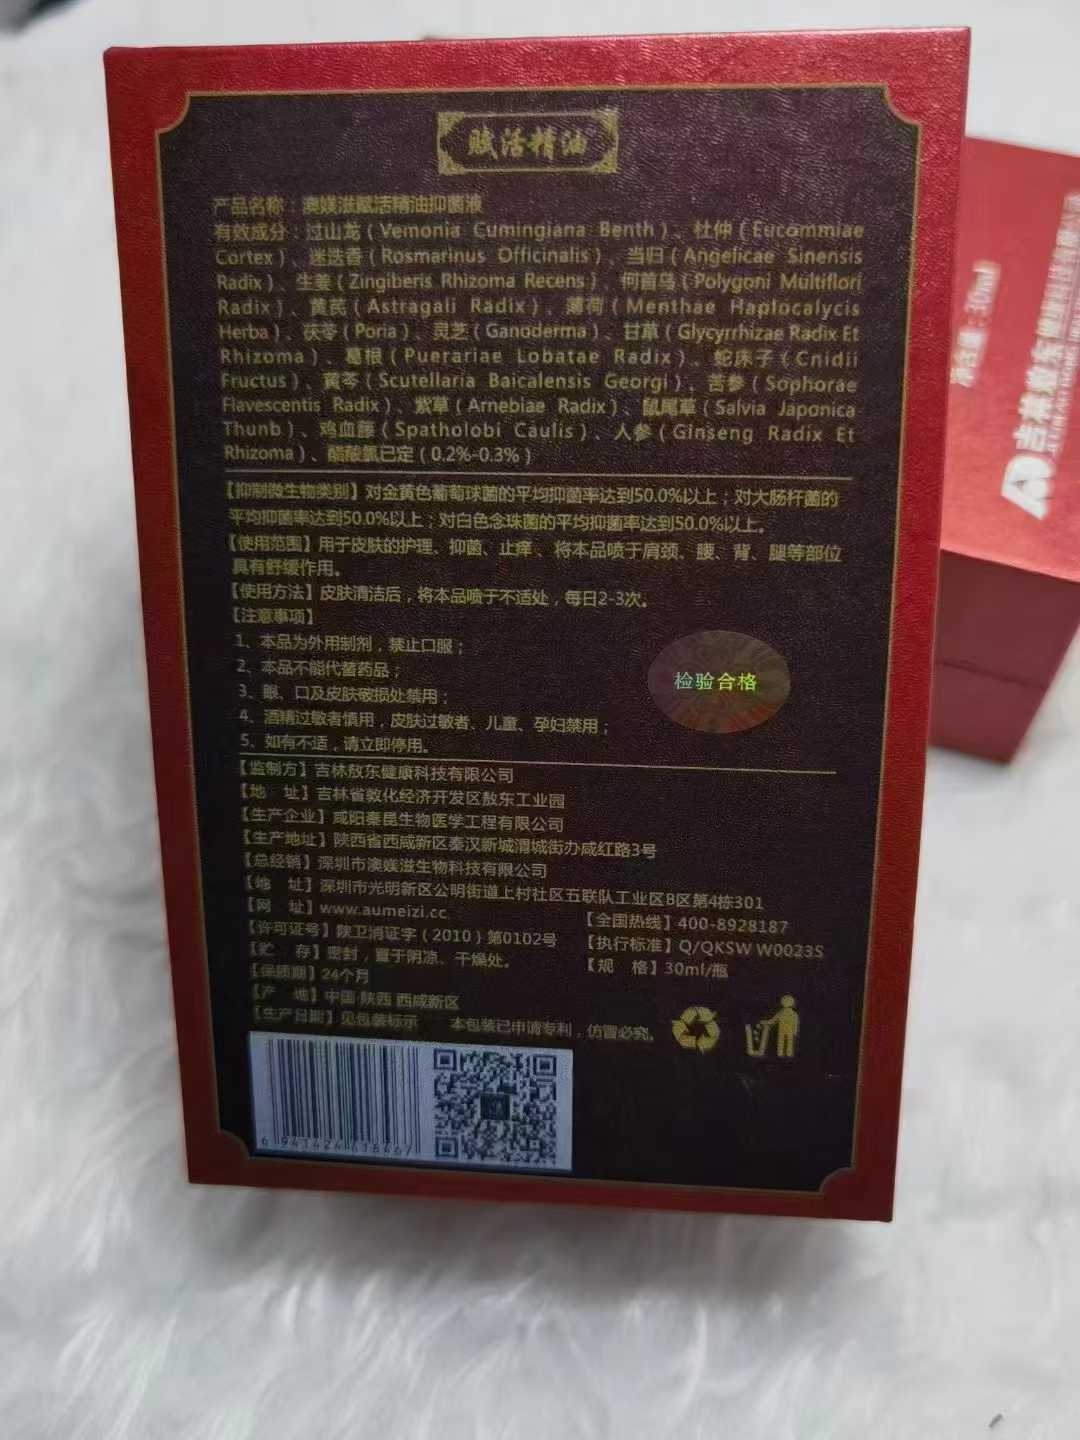 赋活精油
产品名称：澳媄滋赋活精油抑菌液
有效成分：过山龙（Vemonia Cumingiana Benth）、杜仲（Eucommiae
Cortex）、迷迭香（Rosmarinus Officinalis）、当归（Angelicae Sinensis
Radix）、生姜（Zingiberis Rhizoma Recens）、何首乌（Polygoni Multiflori
Radix）、黄芪（Astragali Radix）、薄荷（Menthae Haplocalycis
Herba）、茯苓（Poria）、灵芝（Ganoderma）、甘草（Glycyrrhizae Radix Et
Rhizoma）、葛根（Puerariae Lobatae Radix）、蛇床子（Cnidii
Fructus）、黄芩（Scutellaria Baicalensis Georgi）、苦参（Sophorae
Flavescentis Radix）、紫草（Arnebiae Radix）、鼠尾草（Salvia Japonica
Thunb）、鸡血藤（Spatholobi Caulis）、人参（Ginseng Radix Et
Rhizoma）、醋酸氯已定（0.2%-0.3%）
【抑制微生物类别】对金黄色葡萄球菌的平均抑菌率达到50.0%以上；对大肠杆菌的
平均抑菌率达到50.0%以上；对白色念珠菌的平均抑菌率达到50.0%以上。
【使用范围】用于皮肤的护理、抑菌、止痒、将本品喷于肩颈、腰、背、腿等部位
具有舒缓作用。
【使用方法】皮肤清洁后，将本品喷于不适处，每日2-3次。
【注意事项】
1、本品为外用制剂，禁止口服；
2、本品不能代替药品；
3、眼、口及皮肤破损处禁用；
4、酒精过敏者慎用，皮肤过敏者、儿童、孕妇禁用；
5、如有不适，请立即停用。
检验合格
【监制方】吉林敖东健康科技有限公司
【地 址】吉林省敦化经济开发区敖东工业园
【生产企业】咸阳秦昆生物医学工程有限公司
【生产地址】陕西省西咸新区秦汉新城渭城街办咸红路3号
【总经销】深圳市澳媄滋生物科技有限公司
【地 址】深圳市光明新区公明街道上村社区五联队工业区B区第4栋301
【网 址】www.aumeizi.cc 【全国热线】400-8928187
【许可证号】陕卫消证字（2010）第0102号 【执行标准】Q/QKSW W0023S
【贮 存】密封，置于阴凉、干燥处。 【规 格】30ml/瓶
【保质期】24个月
【产 地】中国·陕西 西咸新区
【生产日期】见包装标示 本包装已申请专利，仿冒必究。
6 941424 616467
净含量：30ml
吉林敖东健康科技有限公司